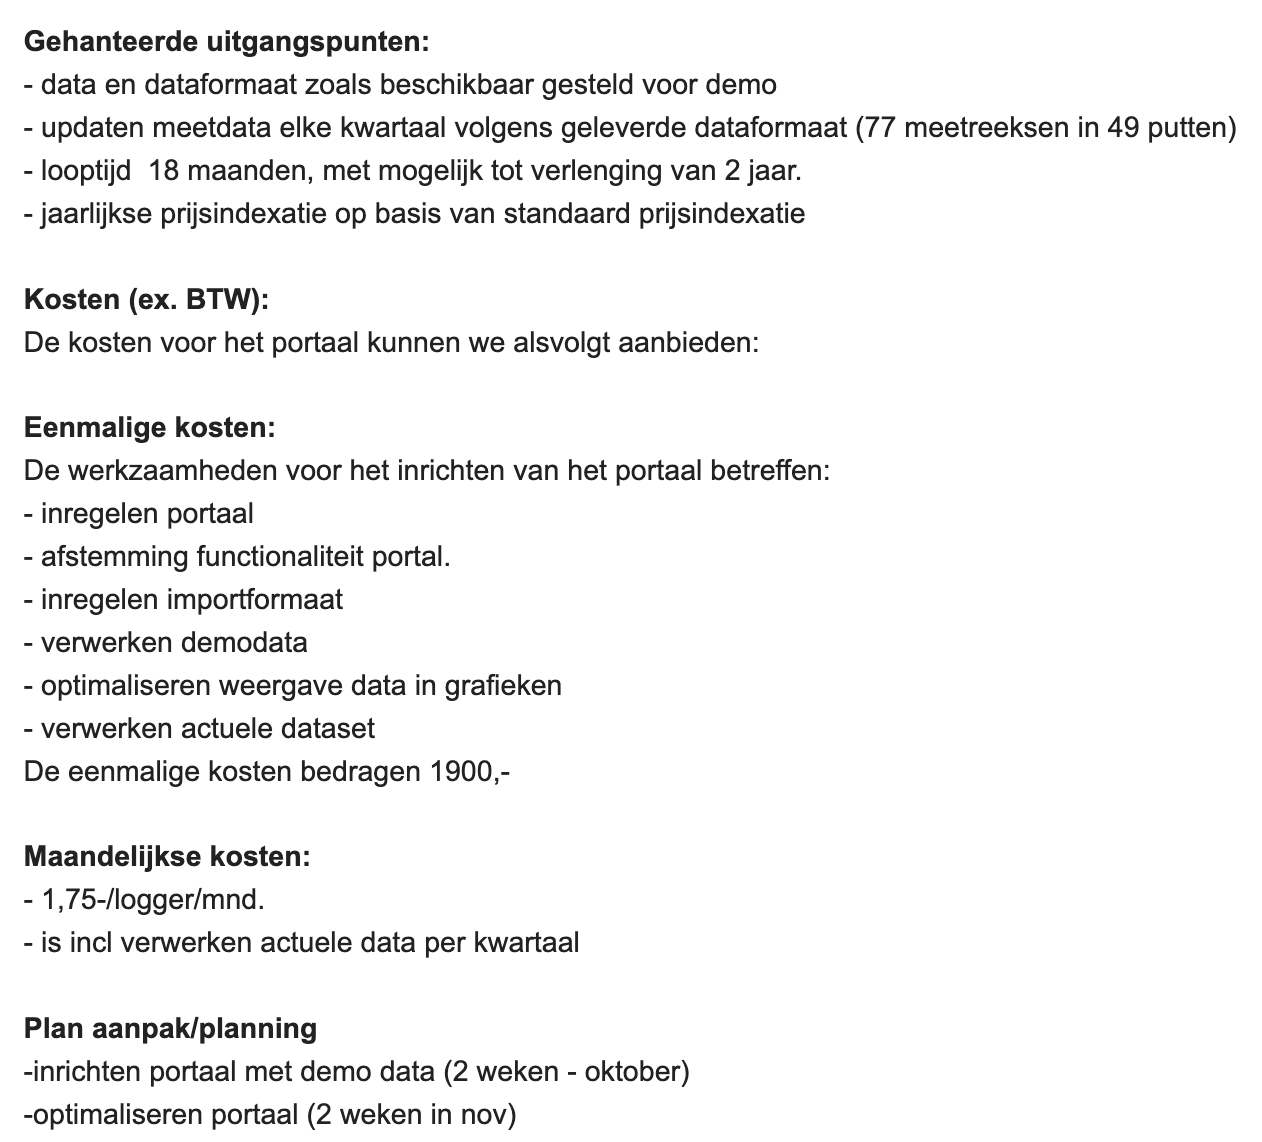 Gehanteerde uitgangspunten:
- data en dataformaat zoals beschikbaar gesteld voor demo
- updaten meetdata elke kwartaal volgens geleverde dataformaat (77 meetreeksen in 49 putten)
- looptijd  18 maanden, met mogelijk tot verlenging van 2 jaar.
- jaarlijkse prijsindexatie op basis van standaard prijsindexatie
Kosten (ex. BTW):
De kosten voor het portaal kunnen we alsvolgt aanbieden:
Eenmalige kosten:
De werkzaamheden voor het inrichten van het portaal betreffen:
- inregelen portaal
- afstemming functionaliteit portal.
- inregelen importformaat
- verwerken demodata
- optimaliseren weergave data in grafieken
- verwerken actuele dataset
De eenmalige kosten bedragen 1900,-
Maandelijkse kosten:
- 1,75-/logger/mnd.
- is incl verwerken actuele data per kwartaal
Plan aanpak/planning
-inrichten portaal met demo data (2 weken - oktober)
-optimaliseren portaal (2 weken in nov)